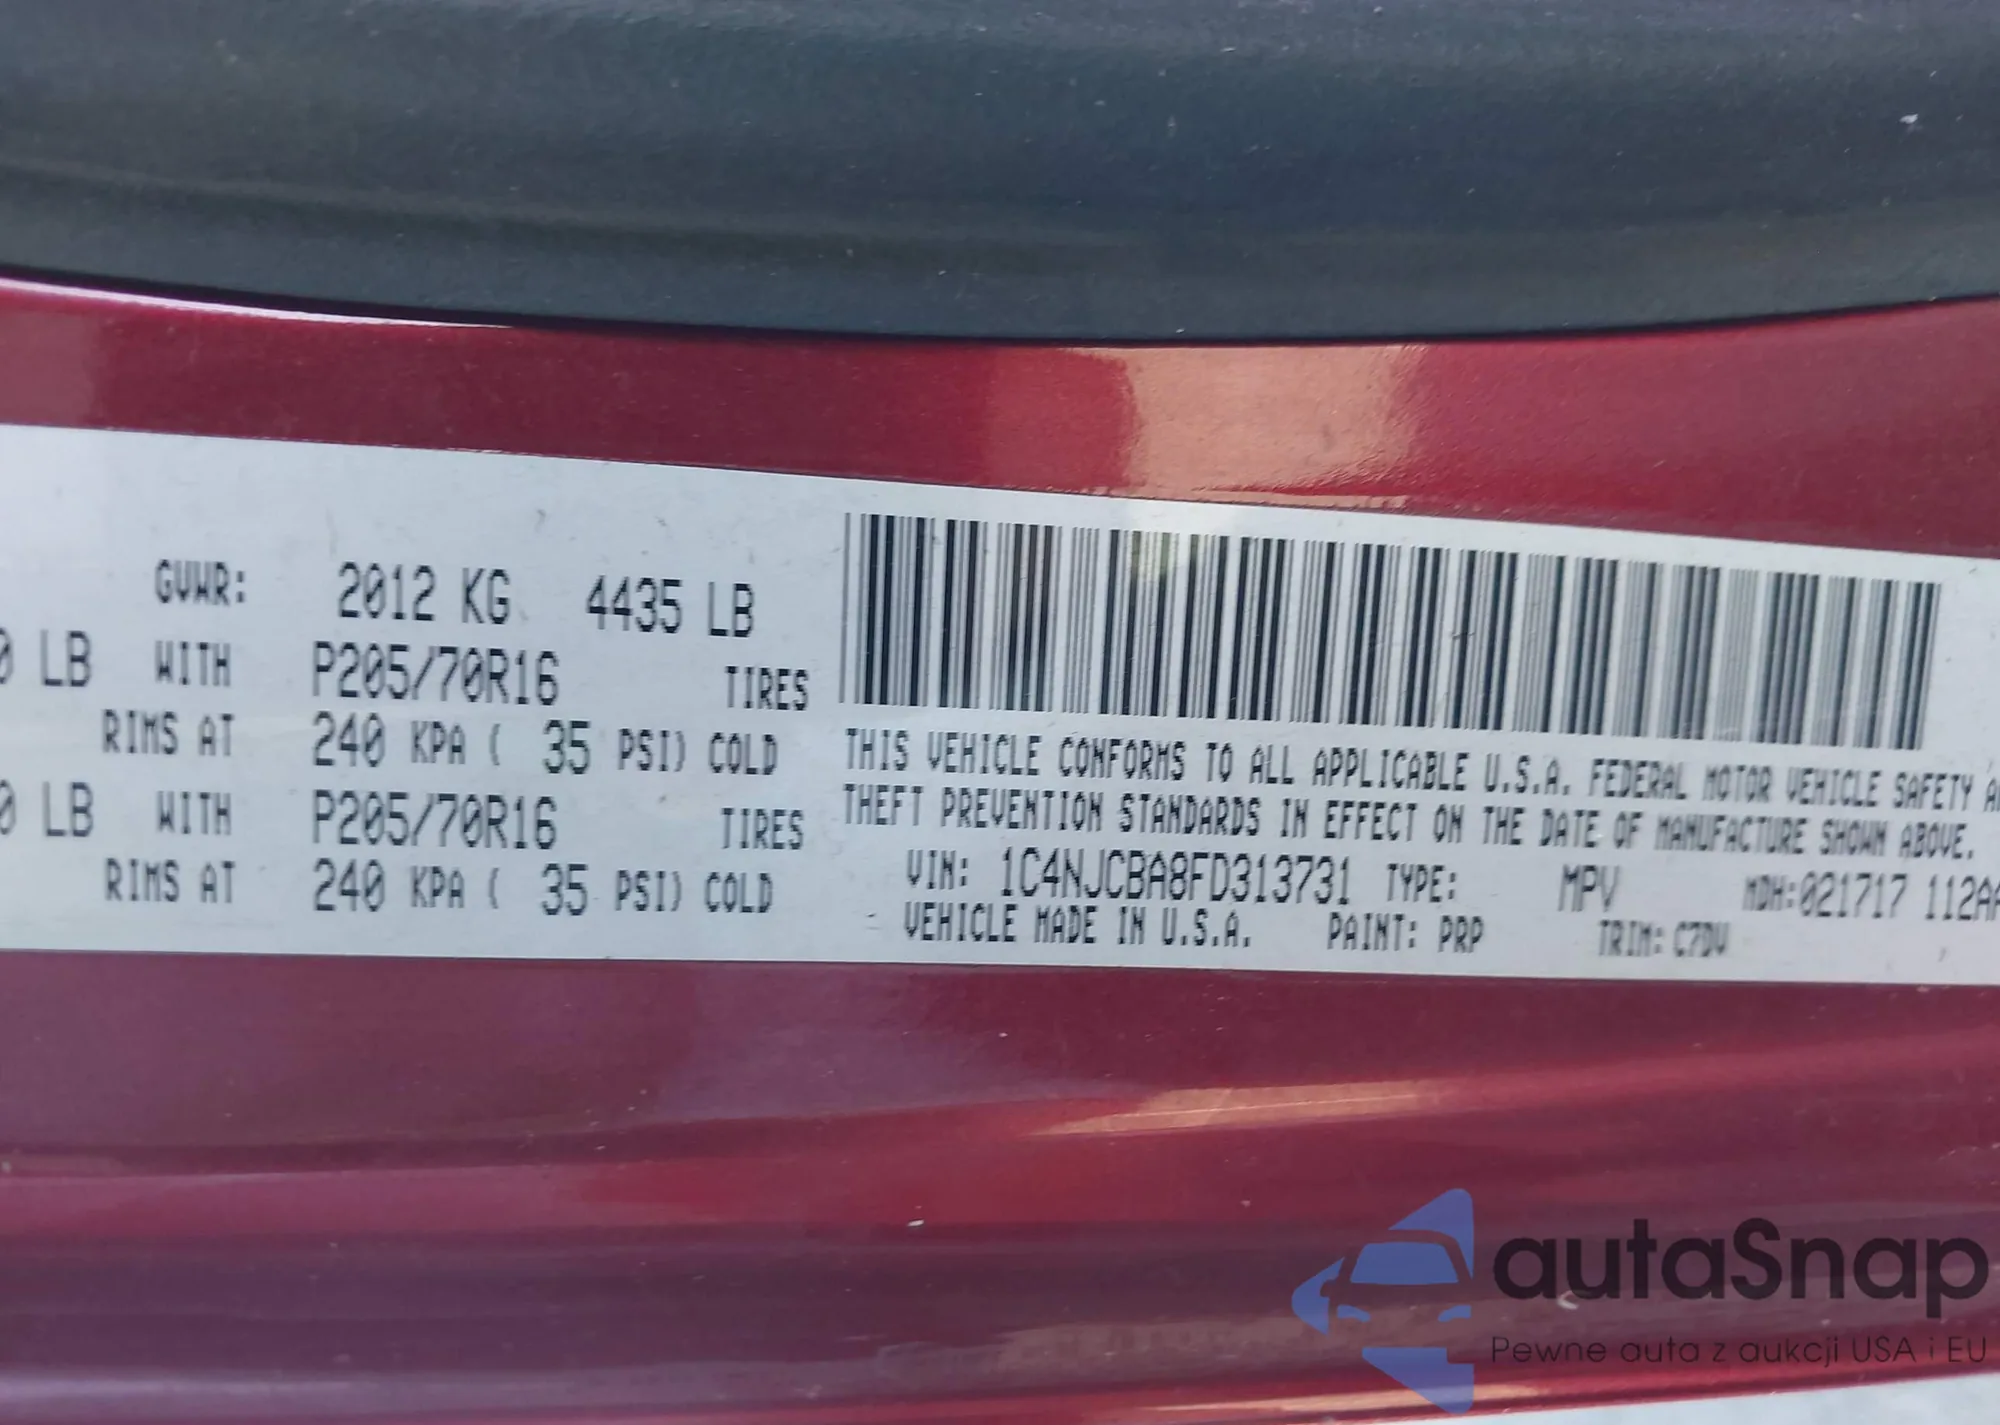 GVWR: 2012 KG 4435 LB
0 LB WITH P205/70R16 TIRES
RIMS AT 240 KPA ( 35 PSI) COLD
0 LB WITH P205/70R16 TIRES
RIMS AT 240 KPA ( 35 PSI) COLD
THIS VEHICLE CONFORMS TO ALL APPLICABLE U.S.A. FEDERAL MOTOR VEHICLE SAFETY A
THEFT PREVENTION STANDARDS IN EFFECT ON THE DATE OF MANUFACTURE SHOWN ABOVE.
VIN: 1C4NJCBA8FD313731 TYPE: MPV MDH:021717 112AA
VEHICLE MADE IN U.S.A. PAINT: PRP TRIM: C7DV
autaSnap
Pewne auta z aukcji USA i EU